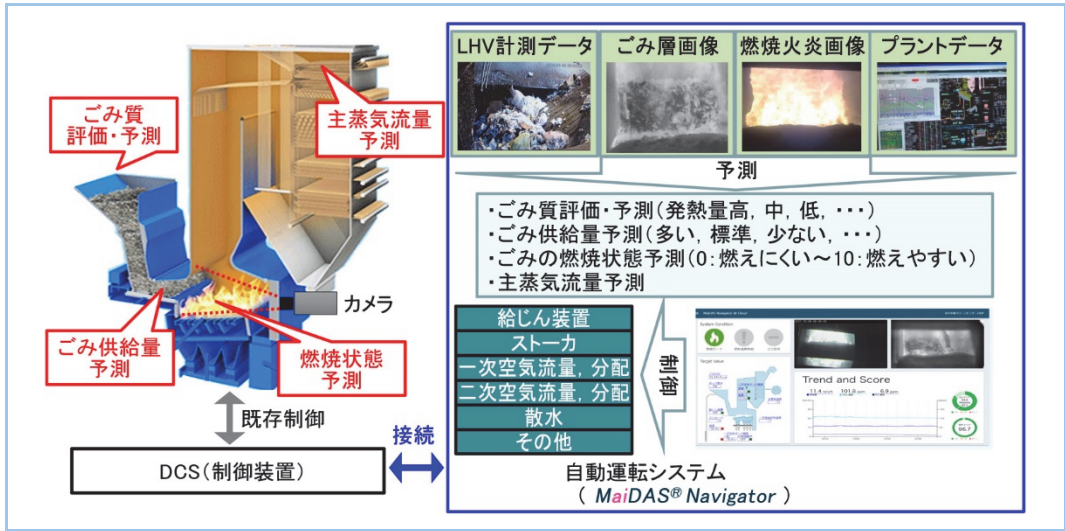 ごみ質
評価・予測
主蒸気流量
予測
カメラ
ごみ供給量
予測
燃焼状態
予測
既存制御
DCS(制御装置)
接続
LHV計測データ
ごみ層画像
燃焼火炎画像
プラントデータ
予測
・ごみ質評価・予測(発熱量高, 中, 低, ・・・)
・ごみ供給量予測(多い, 標準, 少ない, ・・・)
・ごみの燃焼状態予測(0:燃えにくい~10:燃えやすい)
・主蒸気流量予測
給じん装置
ストーカ
一次空気流量, 分配
二次空気流量, 分配
散水
その他
制御
System Condition
Target Value
Trend and Score
自動運転システム
( MaiDAS® Navigator )